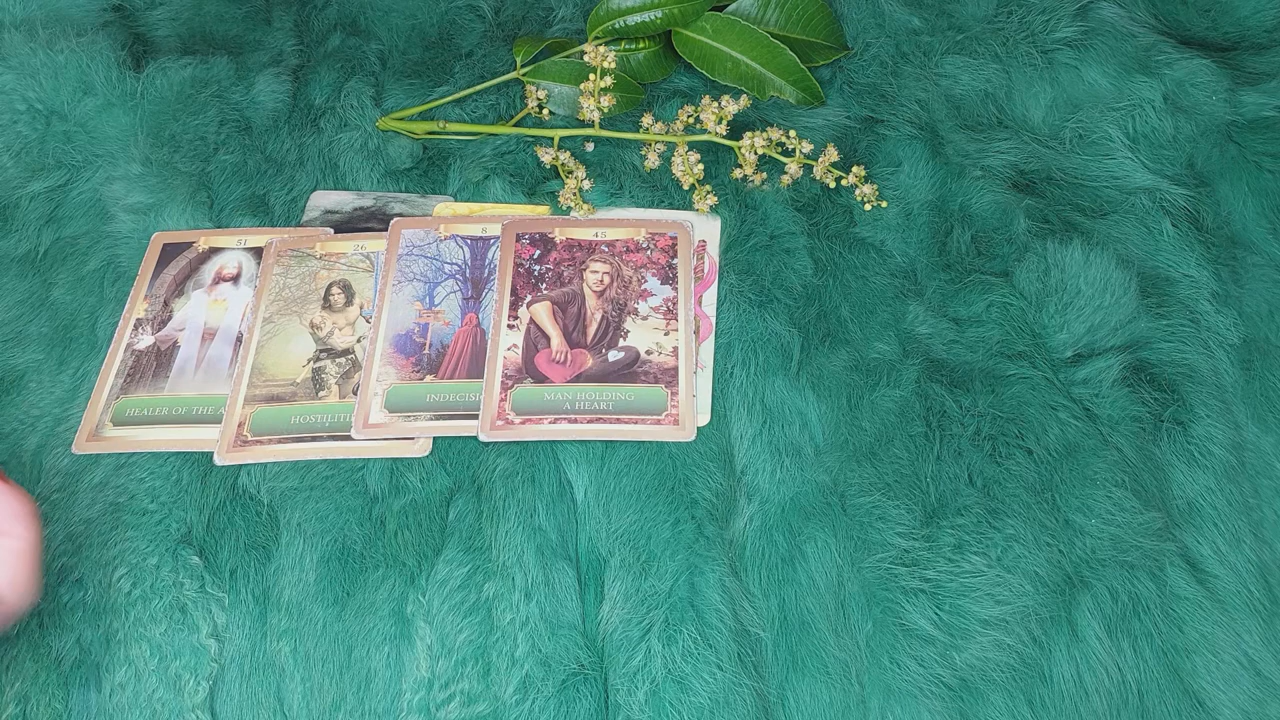 51
HEALER OF THE A
26
HOSTILITI
8
INDECISI
45
MAN HOLDING
A HEART